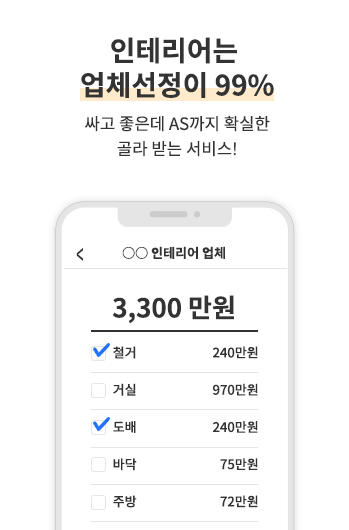 인테리어는
업체선정이 99%
싸고 좋은데 AS까지 확실한
골라 받는 서비스!
〇〇 인테리어 업체
3,300 만원
철거 240만원
거실 970만원
도배 240만원
바닥 75만원
주방 72만원